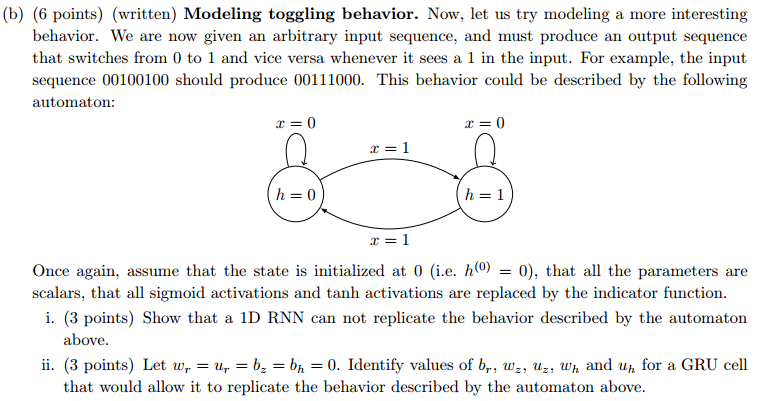 (b) (6 points) (written) Modeling toggling behavior. Now, let us try modeling a more interesting
behavior. We are now given an arbitrary input sequence, and must produce an output sequence
that switches from 0 to 1 and vice versa whenever it sees a 1 in the input. For example, the input
sequence 00100100 should produce 00111000. This behavior could be described by the following
automaton:
x = 0
x = 0
x = 1
h = 0
h = 1
x = 1
Once again, assume that the state is initialized at 0 (i.e. h⁽⁰⁾ = 0), that all the parameters are
scalars, that all sigmoid activations and tanh activations are replaced by the indicator function.
i. (3 points) Show that a 1D RNN can not replicate the behavior described by the automaton
above.
ii. (3 points) Let w_r = u_r = b_z = b_h = 0. Identify values of b_r, w_z, u_z, w_h and u_h for a GRU cell
that would allow it to replicate the behavior described by the automaton above.